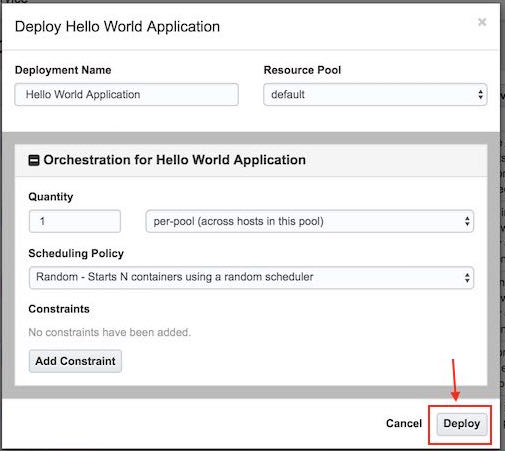 Deploy Hello World Application ×
Deployment Name Resource Pool
Hello World Application default
Orchestration for Hello World Application
Quantity
1 per-pool (across hosts in this pool)
Scheduling Policy
Random - Starts N containers using a random scheduler
Constraints
No constraints have been added.
Add Constraint
Cancel Deploy